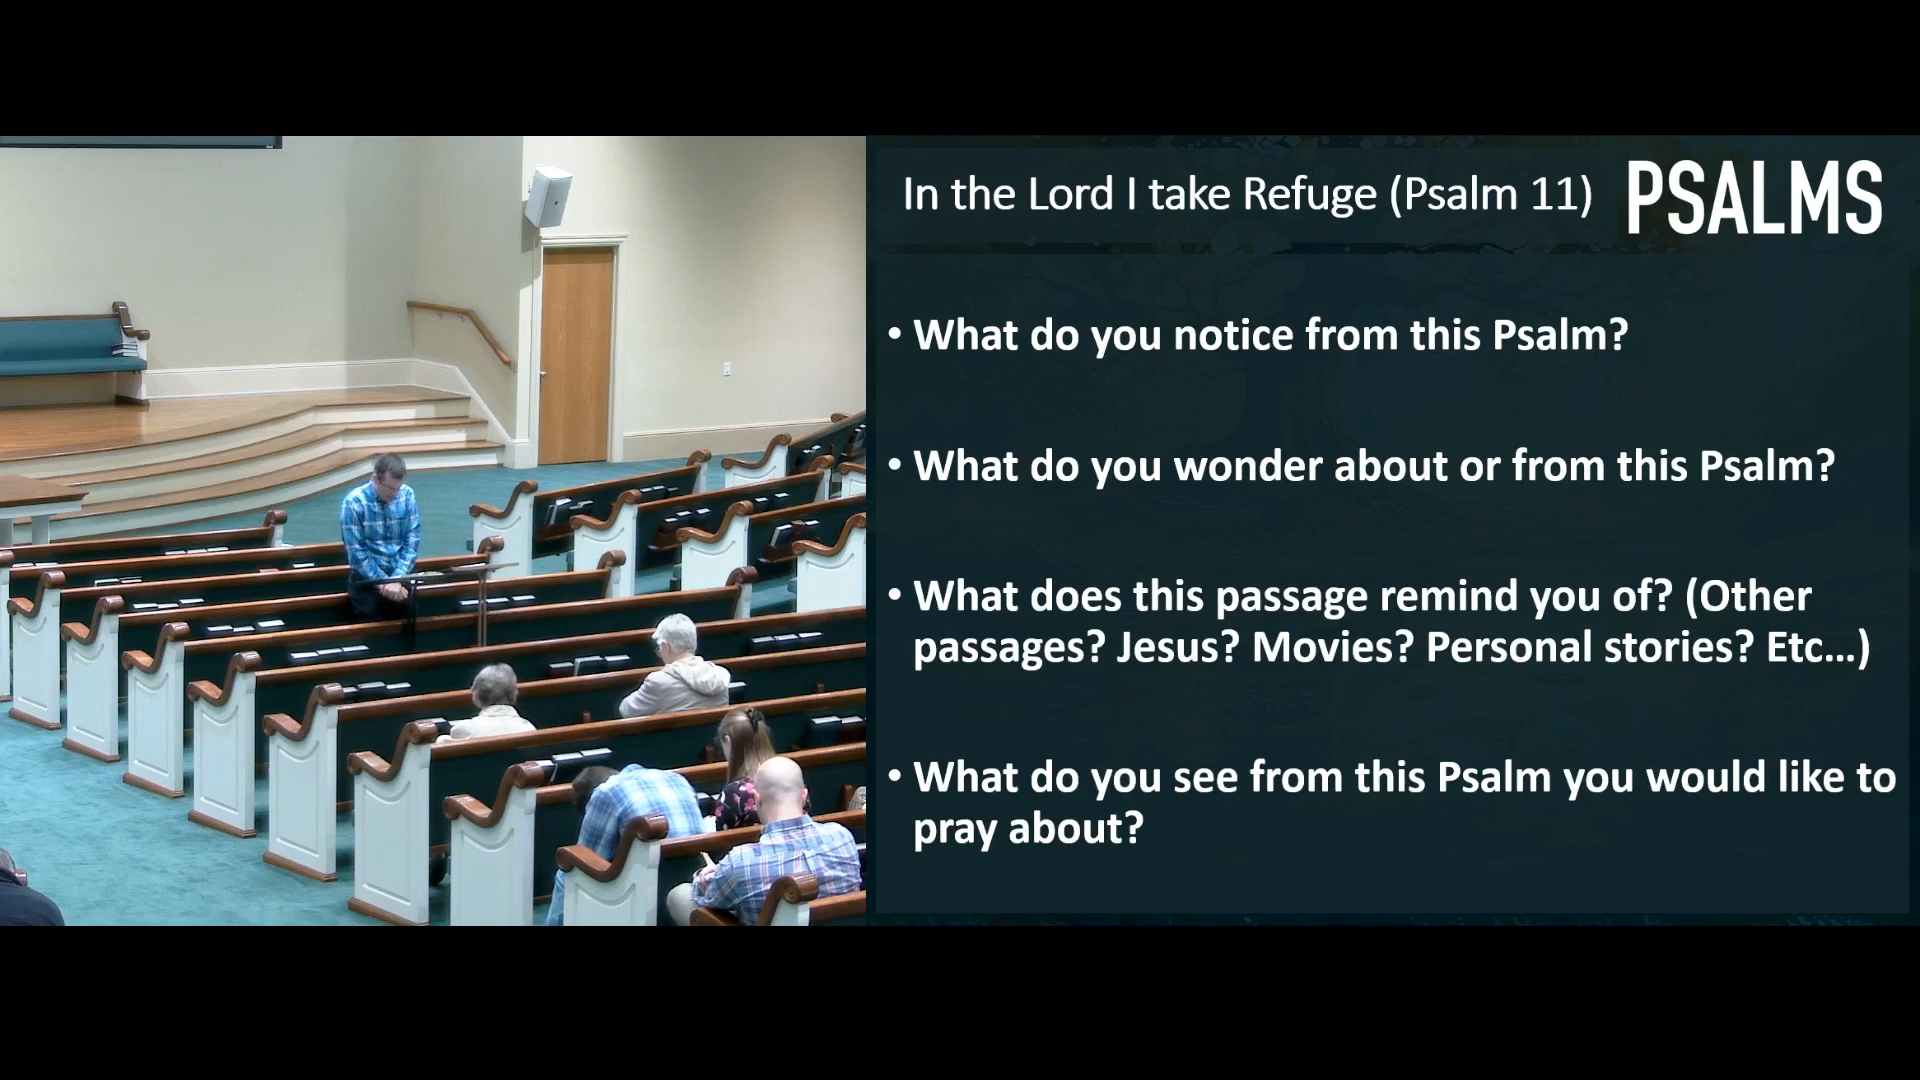 In the Lord I take Refuge (Psalm 11)
PSALMS
• What do you notice from this Psalm?
• What do you wonder about or from this Psalm?
• What does this passage remind you of? (Other
passages? Jesus? Movies? Personal stories? Etc...)
• What do you see from this Psalm you would like to
pray about?